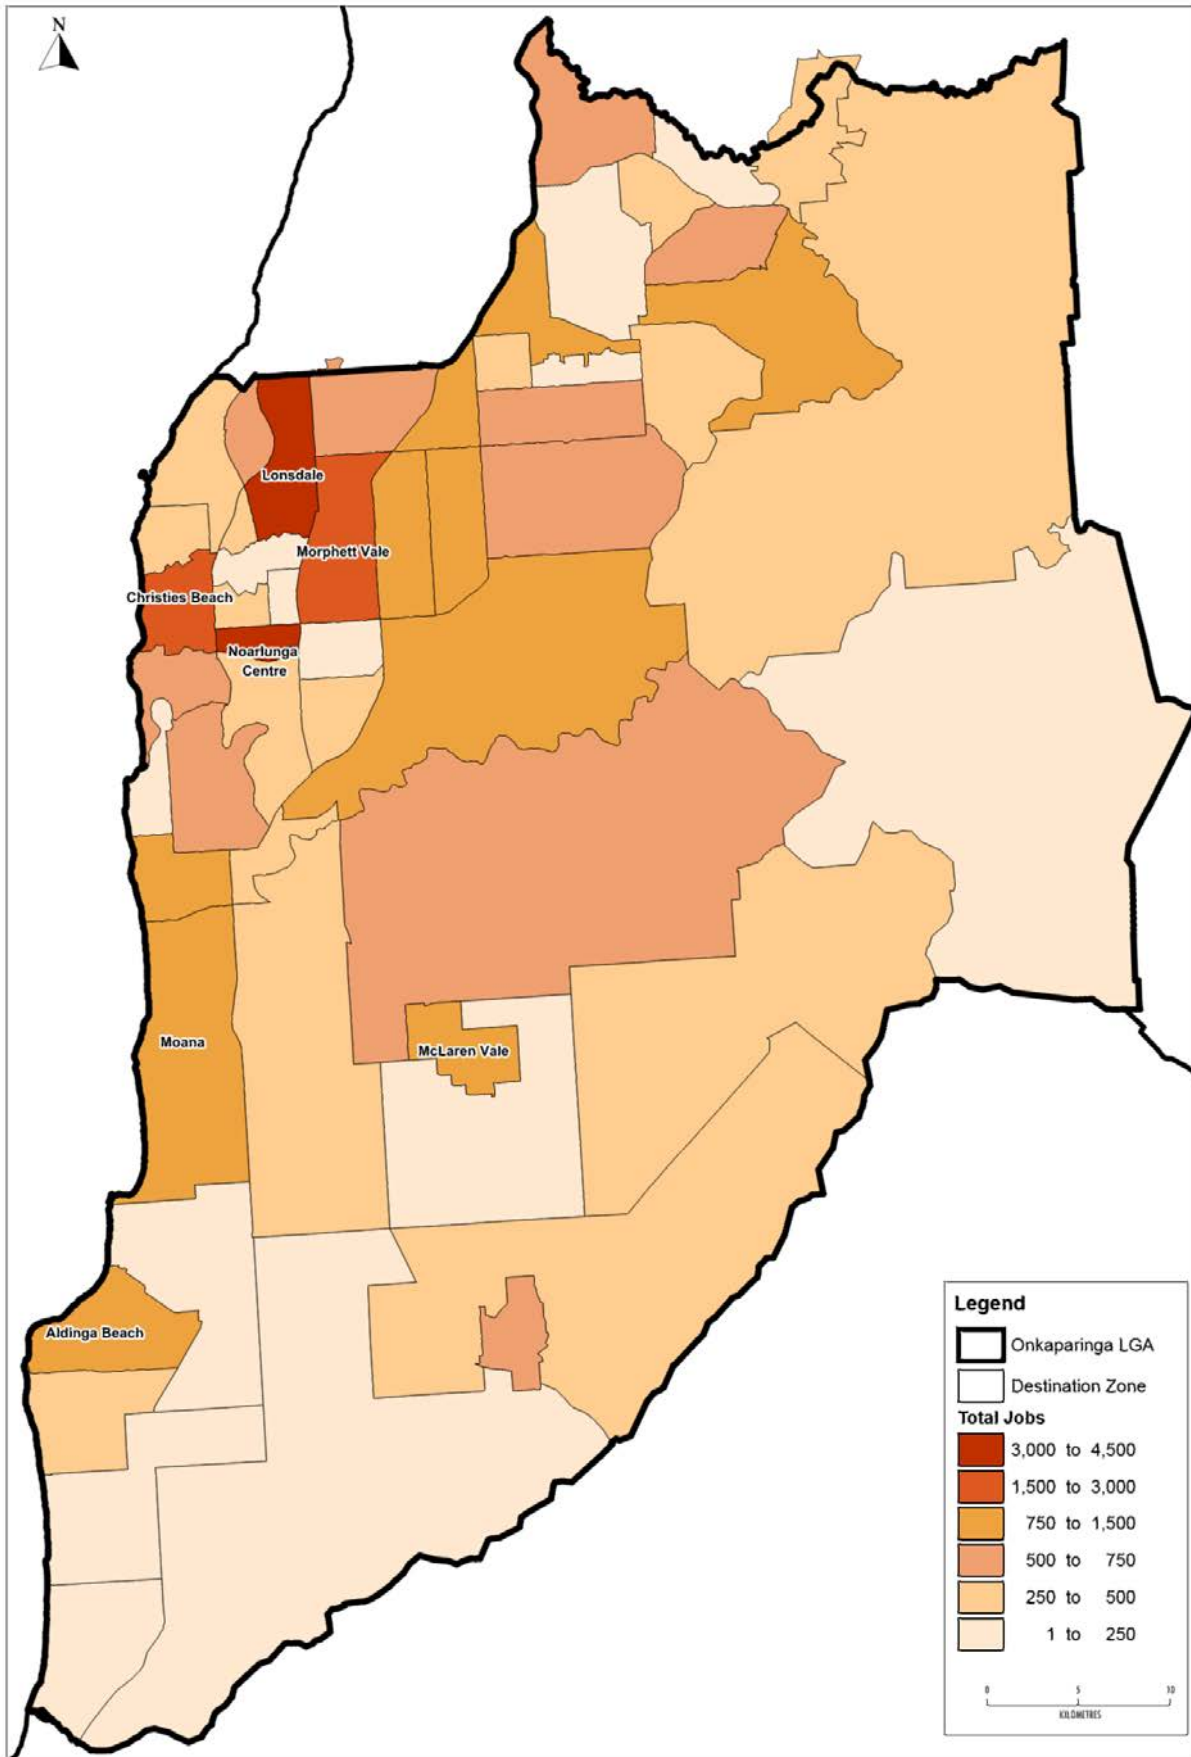 N
Lonsdale
Morphett Vale
Christies Beach
Noarlunga
Centre
Moana
McLaren Vale
Aldinga Beach
Legend
Onkaparinga LGA
Destination Zone
Total Jobs
3,000 to 4,500
1,500 to 3,000
750 to 1,500
500 to 750
250 to 500
1 to 250
0 5 10
KILOMETRES